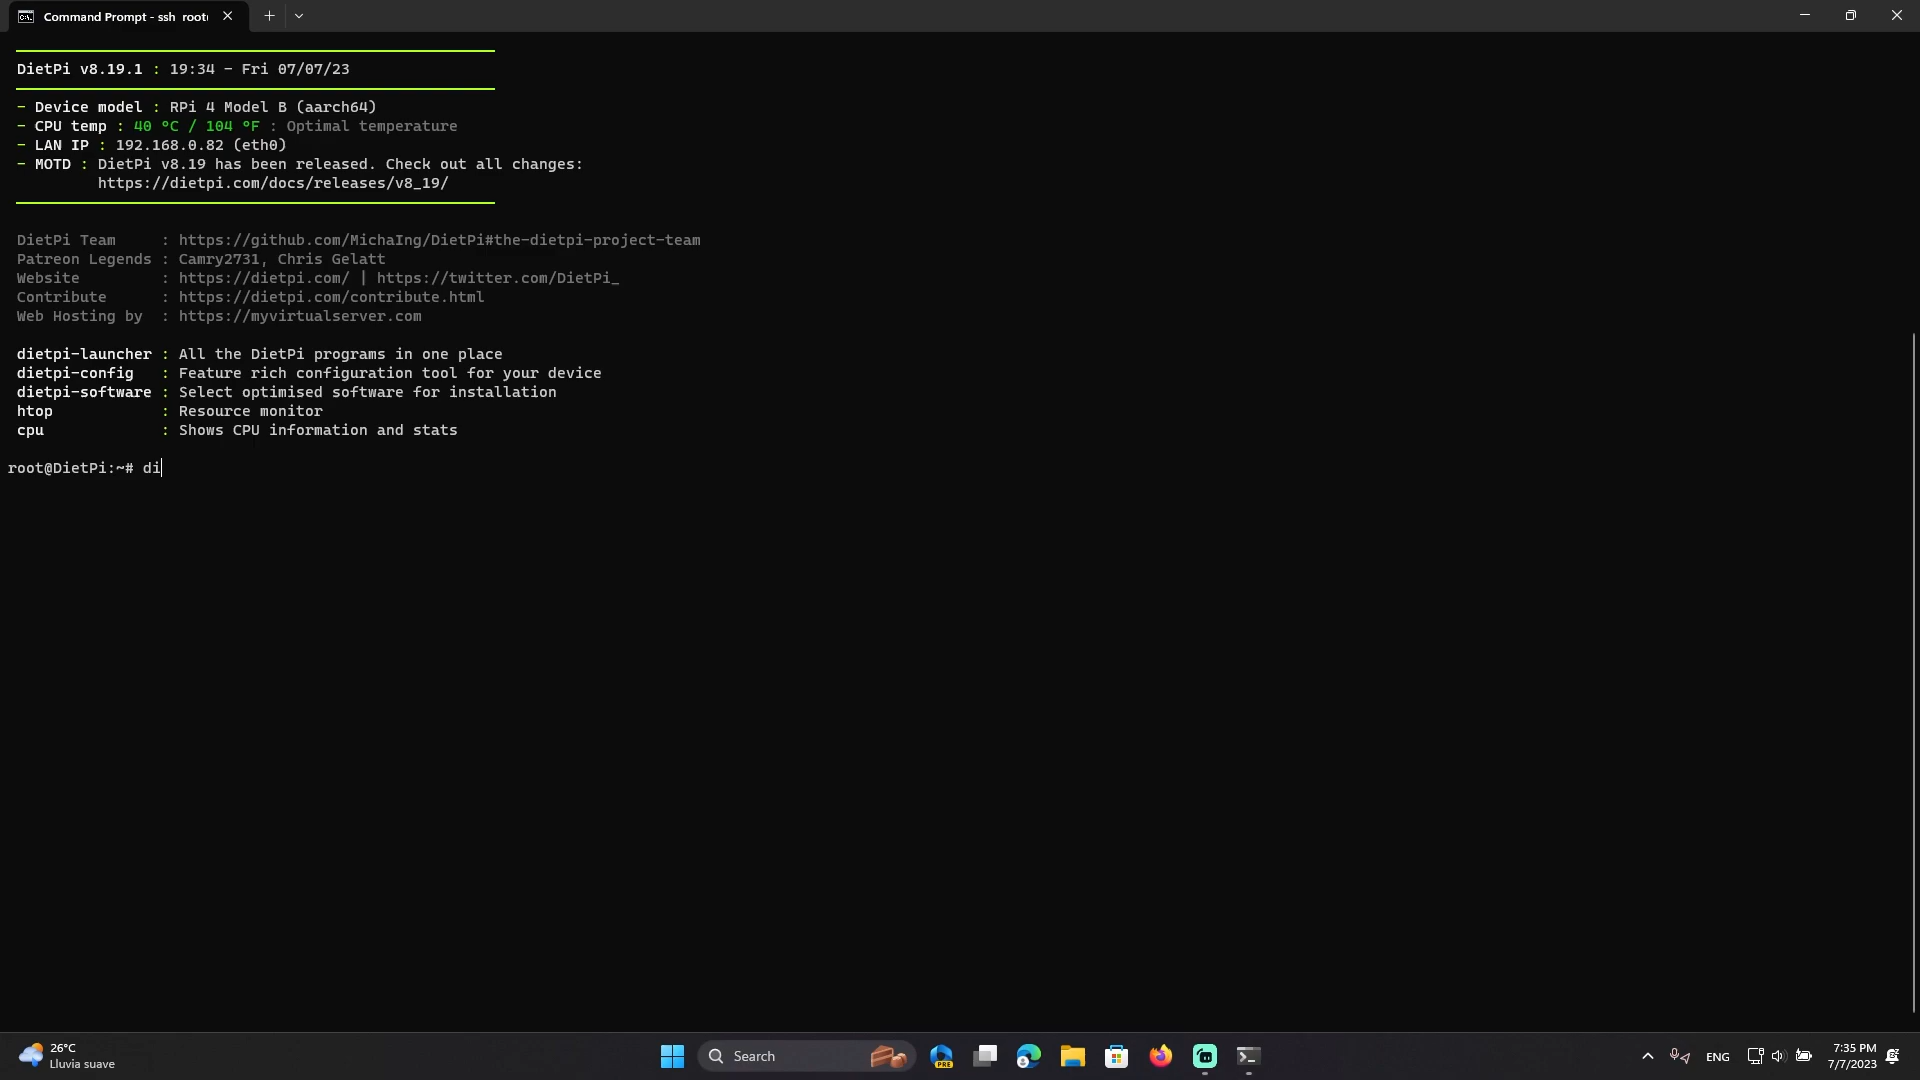 Command Prompt - ssh root
DietPi v8.19.1 : 19:34 - Fri 07/07/23
- Device model : RPi 4 Model B (aarch64)
- CPU temp : 40 °C / 104 °F : Optimal temperature
- LAN IP : 192.168.0.82 (eth0)
- MOTD : DietPi v8.19 has been released. Check out all changes:
https://dietpi.com/docs/releases/v8_19/
DietPi Team : https://github.com/MichaIng/DietPi#the-dietpi-project-team
Patreon Legends : Camry2731, Chris Gelatt
Website : https://dietpi.com/ | https://twitter.com/DietPi_
Contribute : https://dietpi.com/contribute.html
Web Hosting by : https://myvirtualserver.com
dietpi-launcher : All the DietPi programs in one place
dietpi-config : Feature rich configuration tool for your device
dietpi-software : Select optimised software for installation
htop : Resource monitor
cpu : Shows CPU information and stats
root@DietPi:~# di
26°C
Lluvia suave
Search
PRE
ENG
7:35 PM
7/7/2023